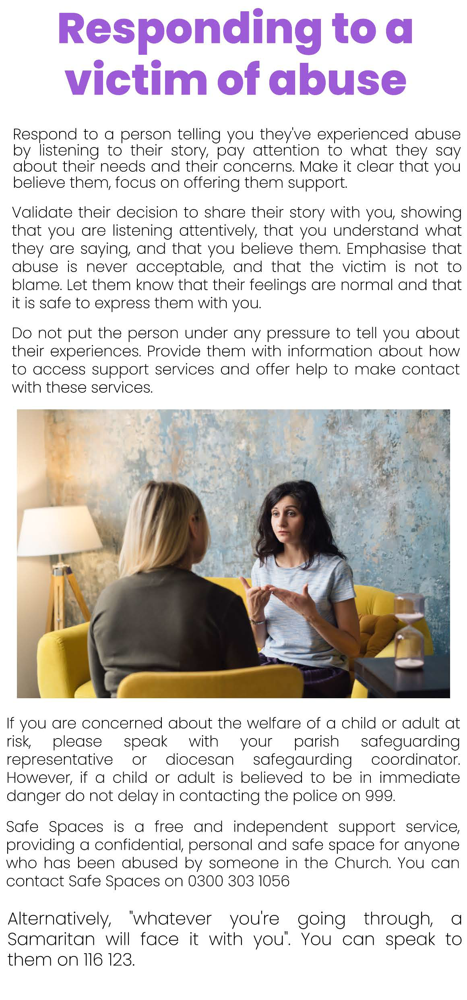 Responding to a
victim of abuse
Respond to a person telling you they've experienced abuse
by listening to their story, pay attention to what they say
about their needs and their concerns. Make it clear that you
believe them, focus on offering them support.
Validate their decision to share their story with you, showing
that you are listening attentively, that you understand what
they are saying, and that you believe them. Emphasise that
abuse is never acceptable, and that the victim is not to
blame. Let them know that their feelings are normal and that
it is safe to express them with you.
Do not put the person under any pressure to tell you about
their experiences. Provide them with information about how
to access support services and offer help to make contact
with these services.
If you are concerned about the welfare of a child or adult at
risk, please speak with your parish safeguarding
representative or diocesan safegaurding coordinator.
However, if a child or adult is believed to be in immediate
danger do not delay in contacting the police on 999.
Safe Spaces is a free and independent support service,
providing a confidential, personal and safe space for anyone
who has been abused by someone in the Church. You can
contact Safe Spaces on 0300 303 1056
Alternatively, "whatever you're going through, a
Samaritan will face it with you". You can speak to
them on 116 123.